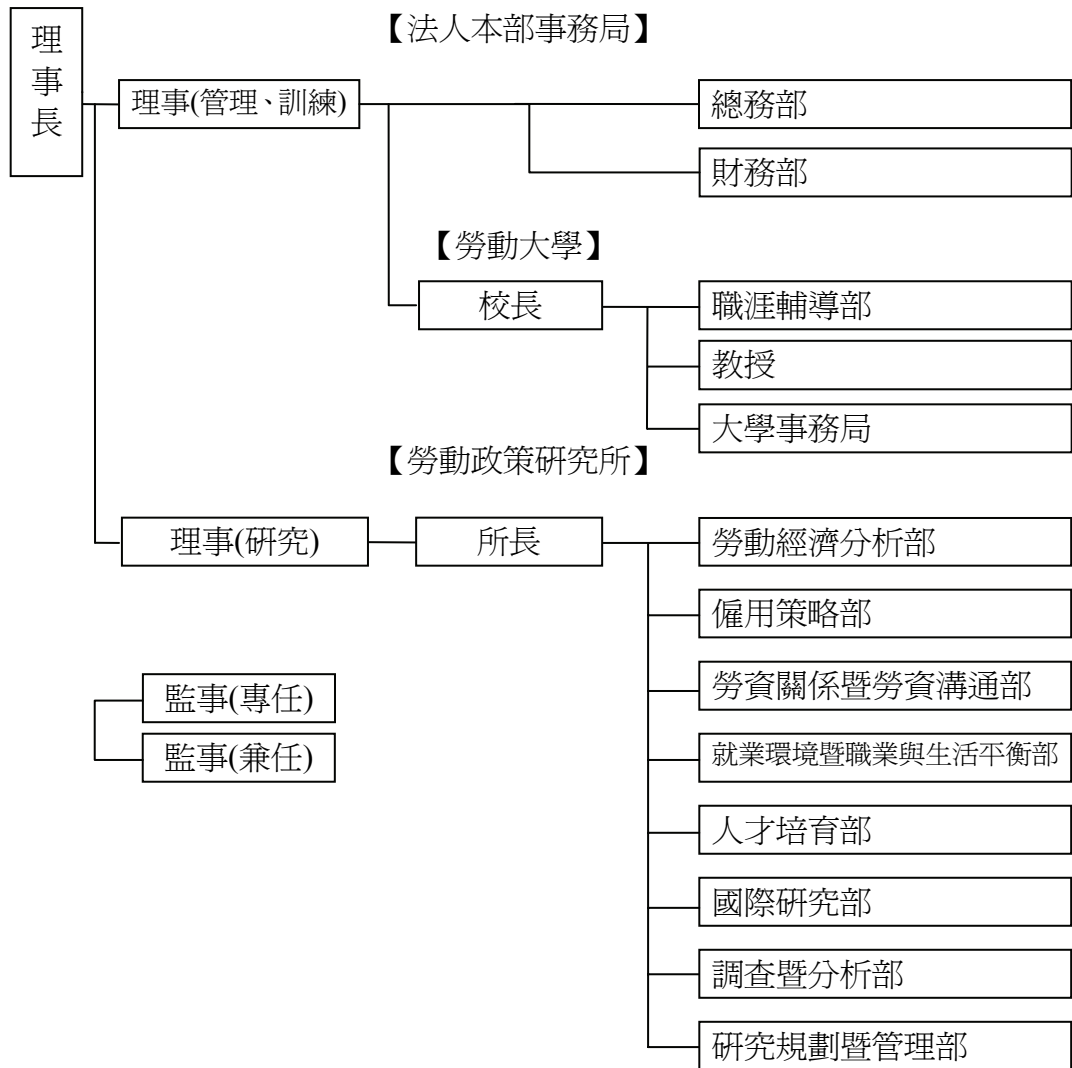 理事長
【法人本部事務局】
理事(管理、訓練)
總務部
財務部
【勞動大學】
校長
職涯輔導部
教授
大學事務局
【勞動政策研究所】
理事(研究)
所長
勞動經濟分析部
僱用策略部
勞資關係暨勞資溝通部
就業環境暨職業與生活平衡部
人才培育部
國際研究部
調查暨分析部
研究規劃暨管理部
監事(專任)
監事(兼任)